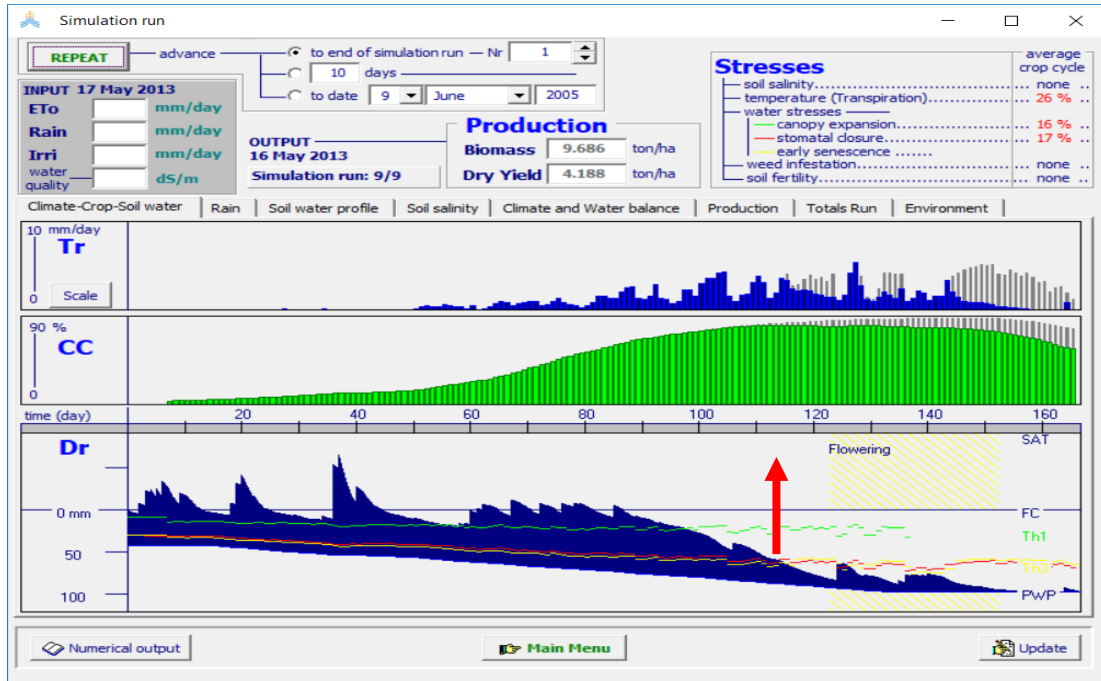 Simulation run
REPEAT
advance
to end of simulation run — Nr 1
10 days
to date 9 June 2005
INPUT 17 May 2013
ETo mm/day
Rain mm/day
Irri mm/day
water quality dS/m
OUTPUT
16 May 2013
Simulation run: 9/9
Production
Biomass 9.686 ton/ha
Dry Yield 4.188 ton/ha
Stresses
average
crop cycle
soil salinity................ none ..
temperature (Transpiration)................ 26 % ..
water stresses
canopy expansion................ 16 % ..
stomatal closure................ 17 % ..
early senescence .......
weed infestation................ none ..
soil fertility................ none ..
Climate-Crop-Soil water Rain Soil water profile Soil salinity Climate and Water balance Production Totals Run Environment
10 mm/day
Tr
0 Scale
90 %
CC
0
time (day) 20 40 60 80 100 120 140 160
Dr
SAT
Flowering
0 mm
FC
Th1
50
Th3
100
PWP
Numerical output
Main Menu
Update